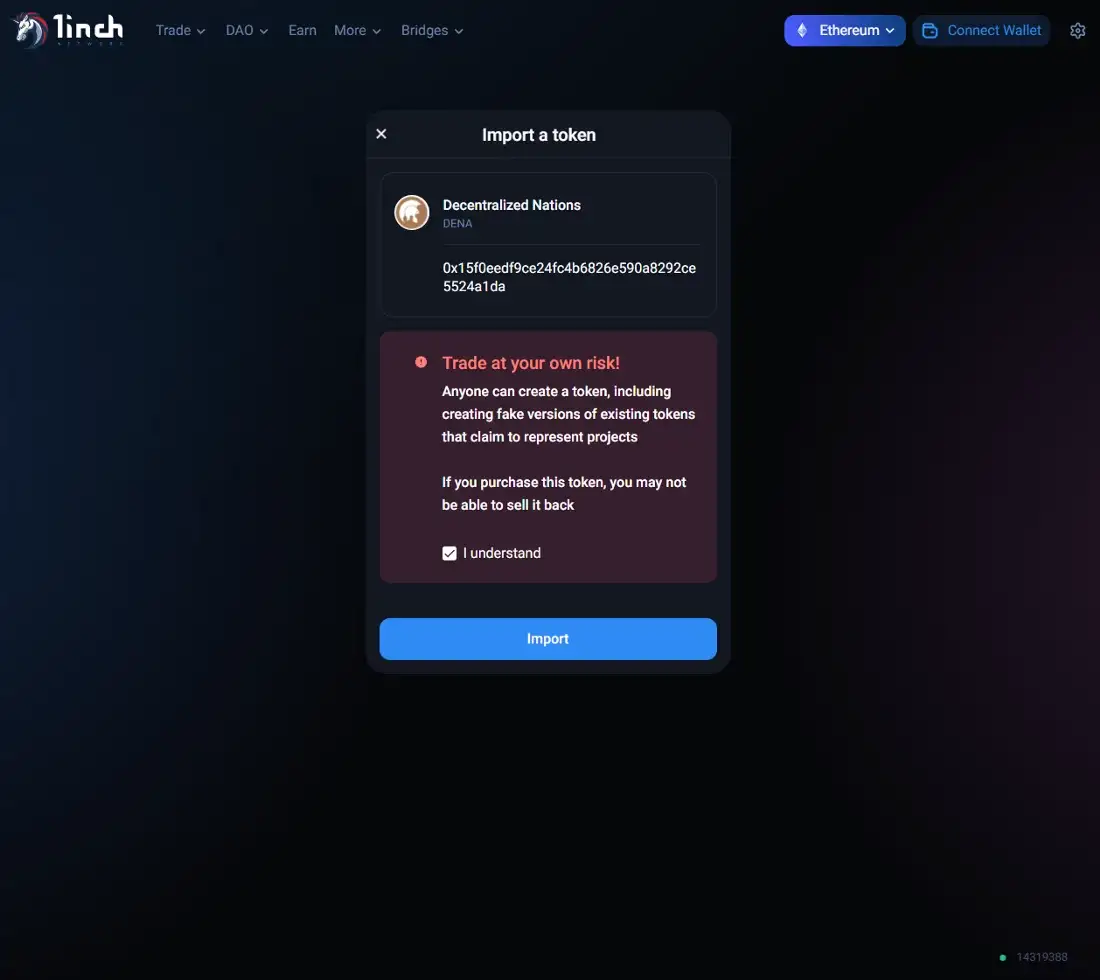 1inch
NETWORK
Trade
DAO
Earn
More
Bridges
Ethereum
Connect Wallet
Import a token
Decentralized Nations
DENA
0x15f0eedf9ce24fc4b6826e590a8292ce
5524a1da
Trade at your own risk!
Anyone can create a token, including
creating fake versions of existing tokens
that claim to represent projects
If you purchase this token, you may not
be able to sell it back
I understand
Import
14319388